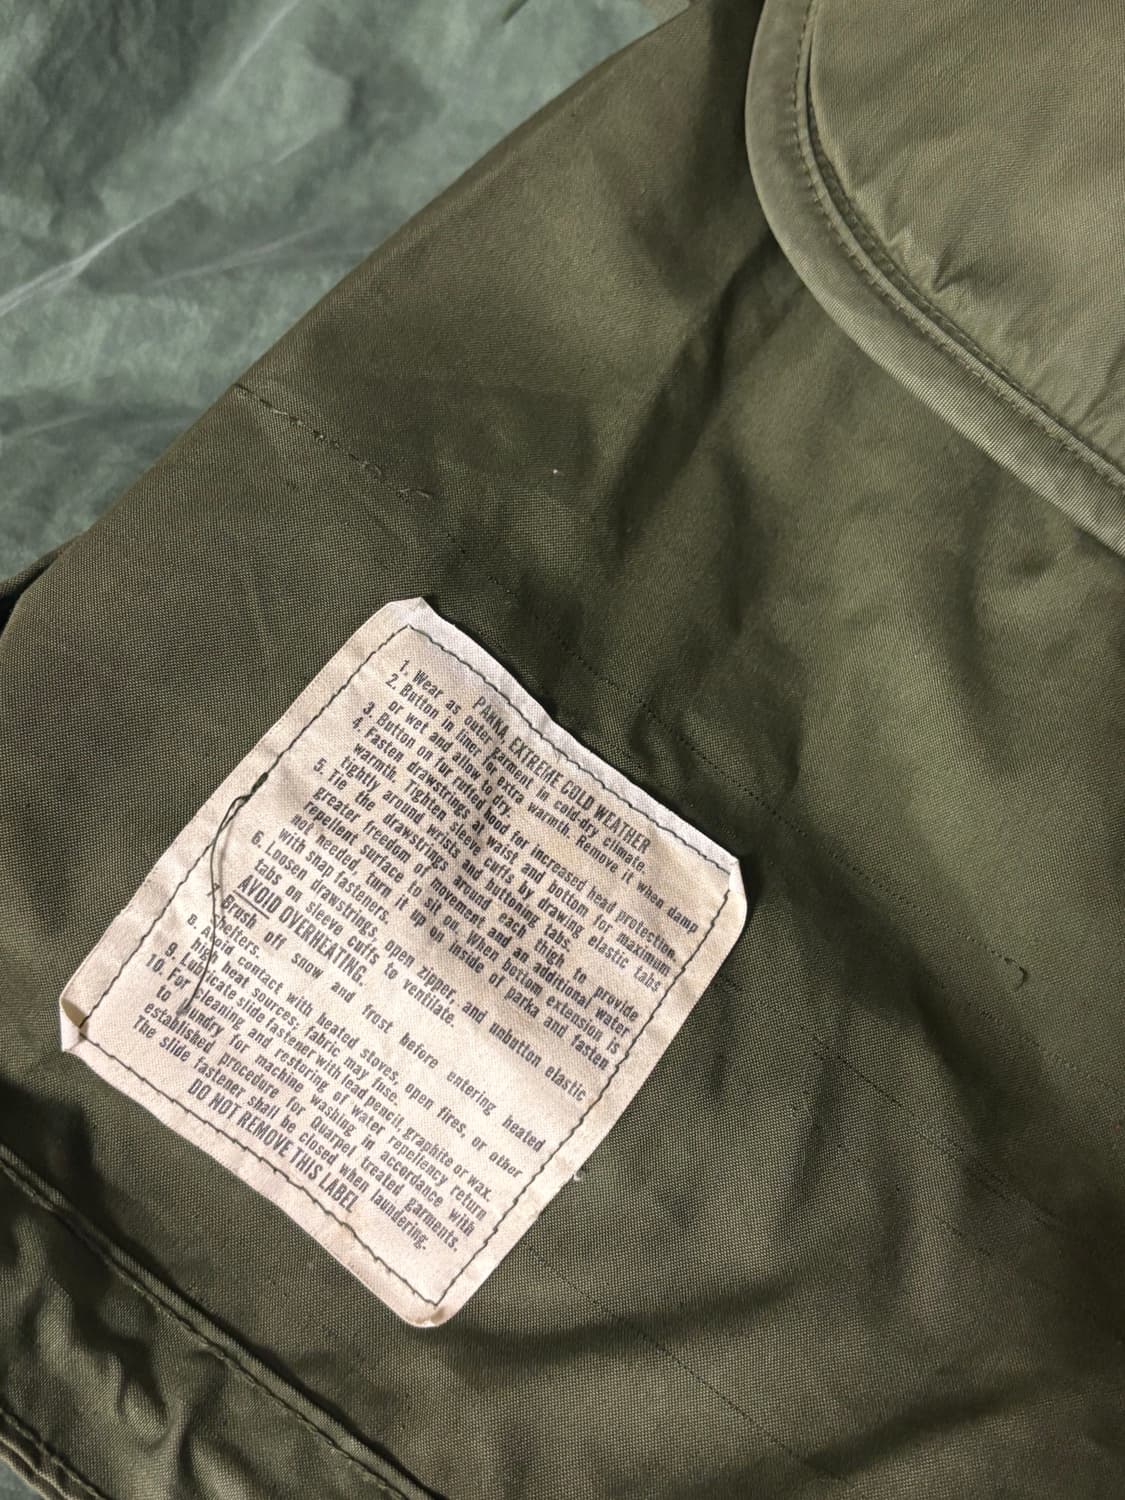 PARKA EXTREME COLD WEATHER
1. Wear as outer garment in cold-dry climate.
2. Button in liner for extra warmth. Remove it when damp
or wet and allow to dry.
3. Button on fur ruffed hood for increased head protection.
4. Fasten drawstrings at waist and bottom for maximum
warmth. Tighten sleeve cuffs by drawing elastic tabs
tightly around wrists and buttoning tabs.
5. Tie the drawstrings around each thigh to provide
greater freedom of movement and an additional water
repellent surface to sit on. When bottom extension is
not needed, turn it up on inside of parka and fasten
with snap fasteners.
6. Loosen drawstrings, open zipper, and unbutton elastic
tabs on sleeve cuffs to ventilate.
AVOID OVERHEATING.
7. Brush off snow and frost before entering heated
shelters.
8. Avoid contact with heated stoves, open fires, or other
high heat sources; fabric may fuse.
9. Lubricate slide fastener with lead pencil, graphite or wax.
10. For cleaning and restoring of water repellency return
to laundry for machine washing in accordance with
established procedure for Quarpel treated garments.
The slide fastener shall be closed when laundering.
DO NOT REMOVE THIS LABEL